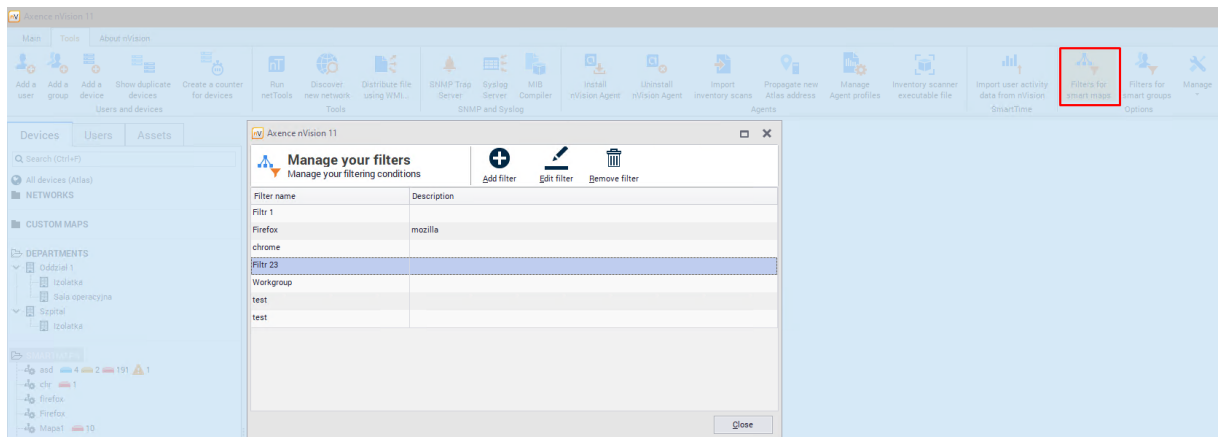 Axence nVision 11
Main Tools About nVision
Add a user
Add a group
Add a device
Show duplicate devices
Create a counter for devices
Users and devices
Run netTools
Discover new network
Distribute file using WMI...
Tools
SNMP Trap Server
Syslog Server
MIB Compiler
SNMP and Syslog
Install nVision Agent
Uninstall nVision Agent
Import inventory scans
Propagate new Atlas address
Manage Agent profiles
Inventory scanner executable file
Agents
Import user activity data from nVision
SmartTime
Filters for smart maps
Filters for smart groups
Manage
Options
Devices Users Assets
Search (Ctrl+F)
All devices (Atlas)
NETWORKS
CUSTOM MAPS
DEPARTMENTS
Oddział 1
Izolatka
Sala operacyjna
Szpital
Izolatka
asd 4 2 191 1
chr 1
firefox
Firefox
Mapa1 10
Axence nVision 11
Manage your filters
Manage your filtering conditions
Add filter
Edit filter
Remove filter
Filter name Description
Filtr 1
Firefox mozilla
chrome
Filtr 23
Workgroup
test
test
Close